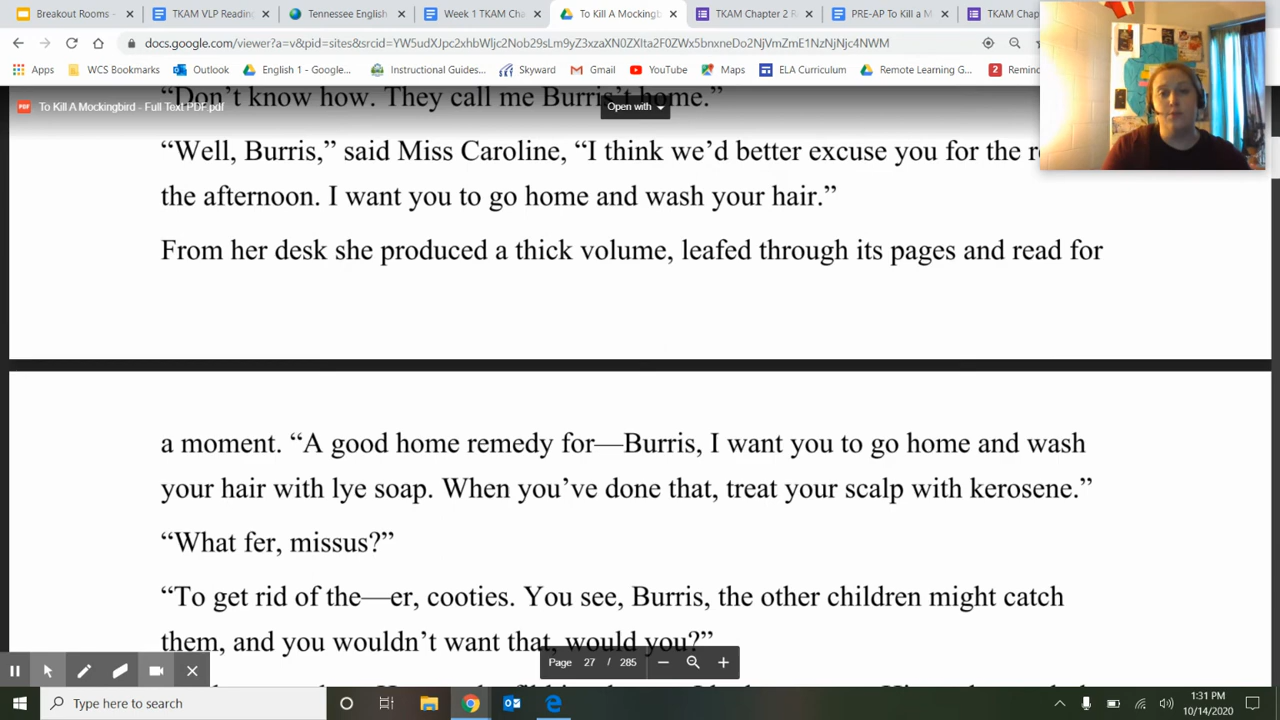 Breakout Rooms
TKAM VLP Reading
Tennessee English
Week 1 TKAM Cha
To Kill A Mockingb
TKAM Chapter 2 R
PRE-AP To Kill a M
TKAM Chap
docs.google.com/viewer?a=v&pid=sites&srcid=
Apps
WCS Bookmarks
Outlook
English 1 - Google...
Instructional Guides...
Skyward
Gmail
YouTube
Maps
ELA Curriculum
Remote Learning G...
Remin
To Kill A Mockingbird - Full Text PDF.pdf
Open with
“Don’t know how. They call me Burris’t home.”
“Well, Burris,” said Miss Caroline, “I think we’d better excuse you for the
the afternoon. I want you to go home and wash your hair.”
From her desk she produced a thick volume, leafed through its pages and read for
a moment. “A good home remedy for—Burris, I want you to go home and wash
your hair with lye soap. When you’ve done that, treat your scalp with kerosene.”
“What fer, missus?”
“To get rid of the—er, cooties. You see, Burris, the other children might catch
them, and you wouldn’t want that, would you?”
Page 27 / 285
Type here to search
1:31 PM
10/14/2020